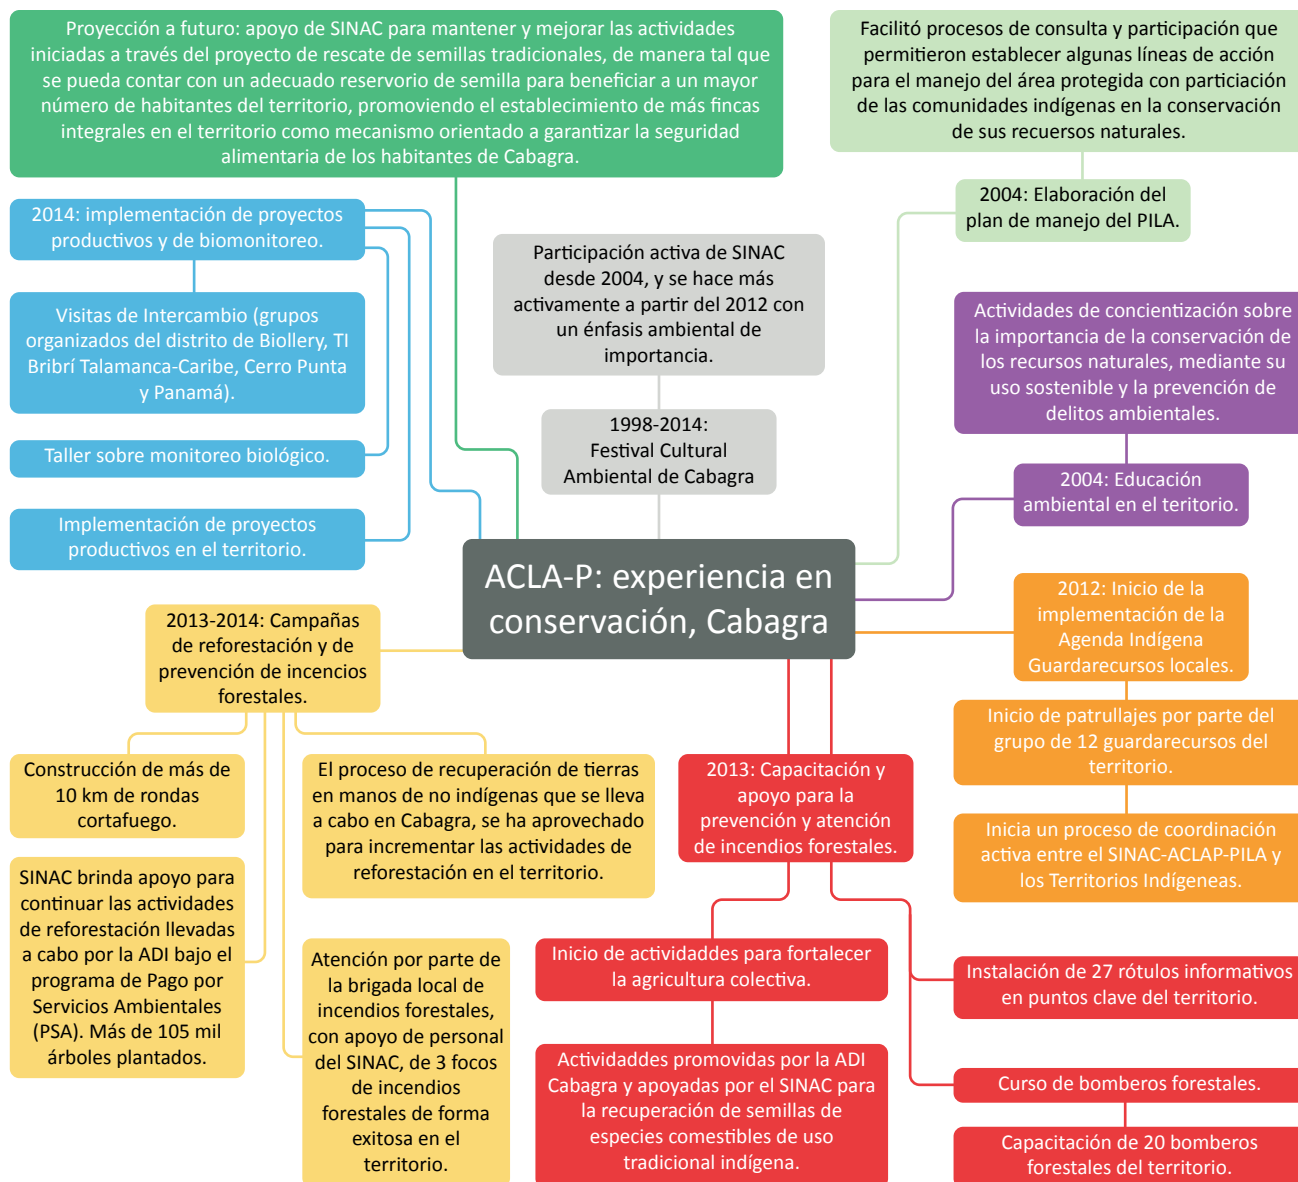 Proyección a futuro: apoyo de SINAC para mantener y mejorar las actividades
iniciadas a través del proyecto de rescate de semillas tradicionales, de manera tal que
se pueda contar con un adecuado reservorio de semilla para beneficiar a un mayor
número de habitantes del territorio, promoviendo el establecimiento de más fincas
integrales en el territorio como mecanismo orientado a garantizar la seguridad
alimentaria de los habitantes de Cabagra.
Facilitó procesos de consulta y participación que
permitieron establecer algunas líneas de acción
para el manejo del área protegida con particiación
de las comunidades indígenas en la conservación
de sus recuersos naturales.
2004: Elaboración del
plan de manejo del PILA.
2014: implementación de proyectos
productivos y de biomonitoreo.
Visitas de Intercambio (grupos
organizados del distrito de Biollery, TI
Bribrí Talamanca-Caribe, Cerro Punta
y Panamá).
Taller sobre monitoreo biológico.
Implementación de proyectos
productivos en el territorio.
Participación activa de SINAC
desde 2004, y se hace más
activamente a partir del 2012 con
un énfasis ambiental de
importancia.
1998-2014:
Festival Cultural
Ambiental de Cabagra
Actividades de concientización sobre
la importancia de la conservación de
los recursos naturales, mediante su
uso sostenible y la prevención de
delitos ambientales.
2004: Educación
ambiental en el teritorio.
ACLA-P: experiencia en
conservación, Cabagra
2012: Inicio de la
implementación de la
Agenda Indígena
Guardarecursos locales.
Inicio de patrullajes por parte del
grupo de 12 guardarecursos del
territorio.
Inicia un proceso de coordinación
activa entre el SINAC-ACLAP-PILA y
los Territorios Indígeneas.
2013-2014: Campañas
de reforestación y de
prevención de incencios
forestales.
Construcción de más de
10 km de rondas
cortafuego.
El proceso de recuperación de tierras
en manos de no indígenas que se lleva
a cabo en Cabagra, se ha aprovechado
para incrementar las actividades de
reforestación en el territorio.
SINAC brinda apoyo para
continuar las actividades
de reforestación llevadas
a cabo por la ADI bajo el
programa de Pago por
Servicios Ambientales
(PSA). Más de 105 mil
árboles plantados.
Atención por parte de
la brigada local de
incendios forestales,
con apoyo de personal
del SINAC, de 3 focos
de incendios
forestales de forma
exitosa en el
territorio.
2013: Capacitación y
apoyo para la
prevención y atención
de incendios forestales.
Inicio de actividaddes para fortalecer
la agricultura colectiva.
Actividaddes promovidas por la ADI
Cabagra y apoyadas por el SINAC para
la recuperación de semillas de
especies comestibles de uso
tradicional indígena.
Instalación de 27 rótulos informativos
en puntos clave del territorio.
Curso de bomberos forestales.
Capacitación de 20 bomberos
forestales del territorio.